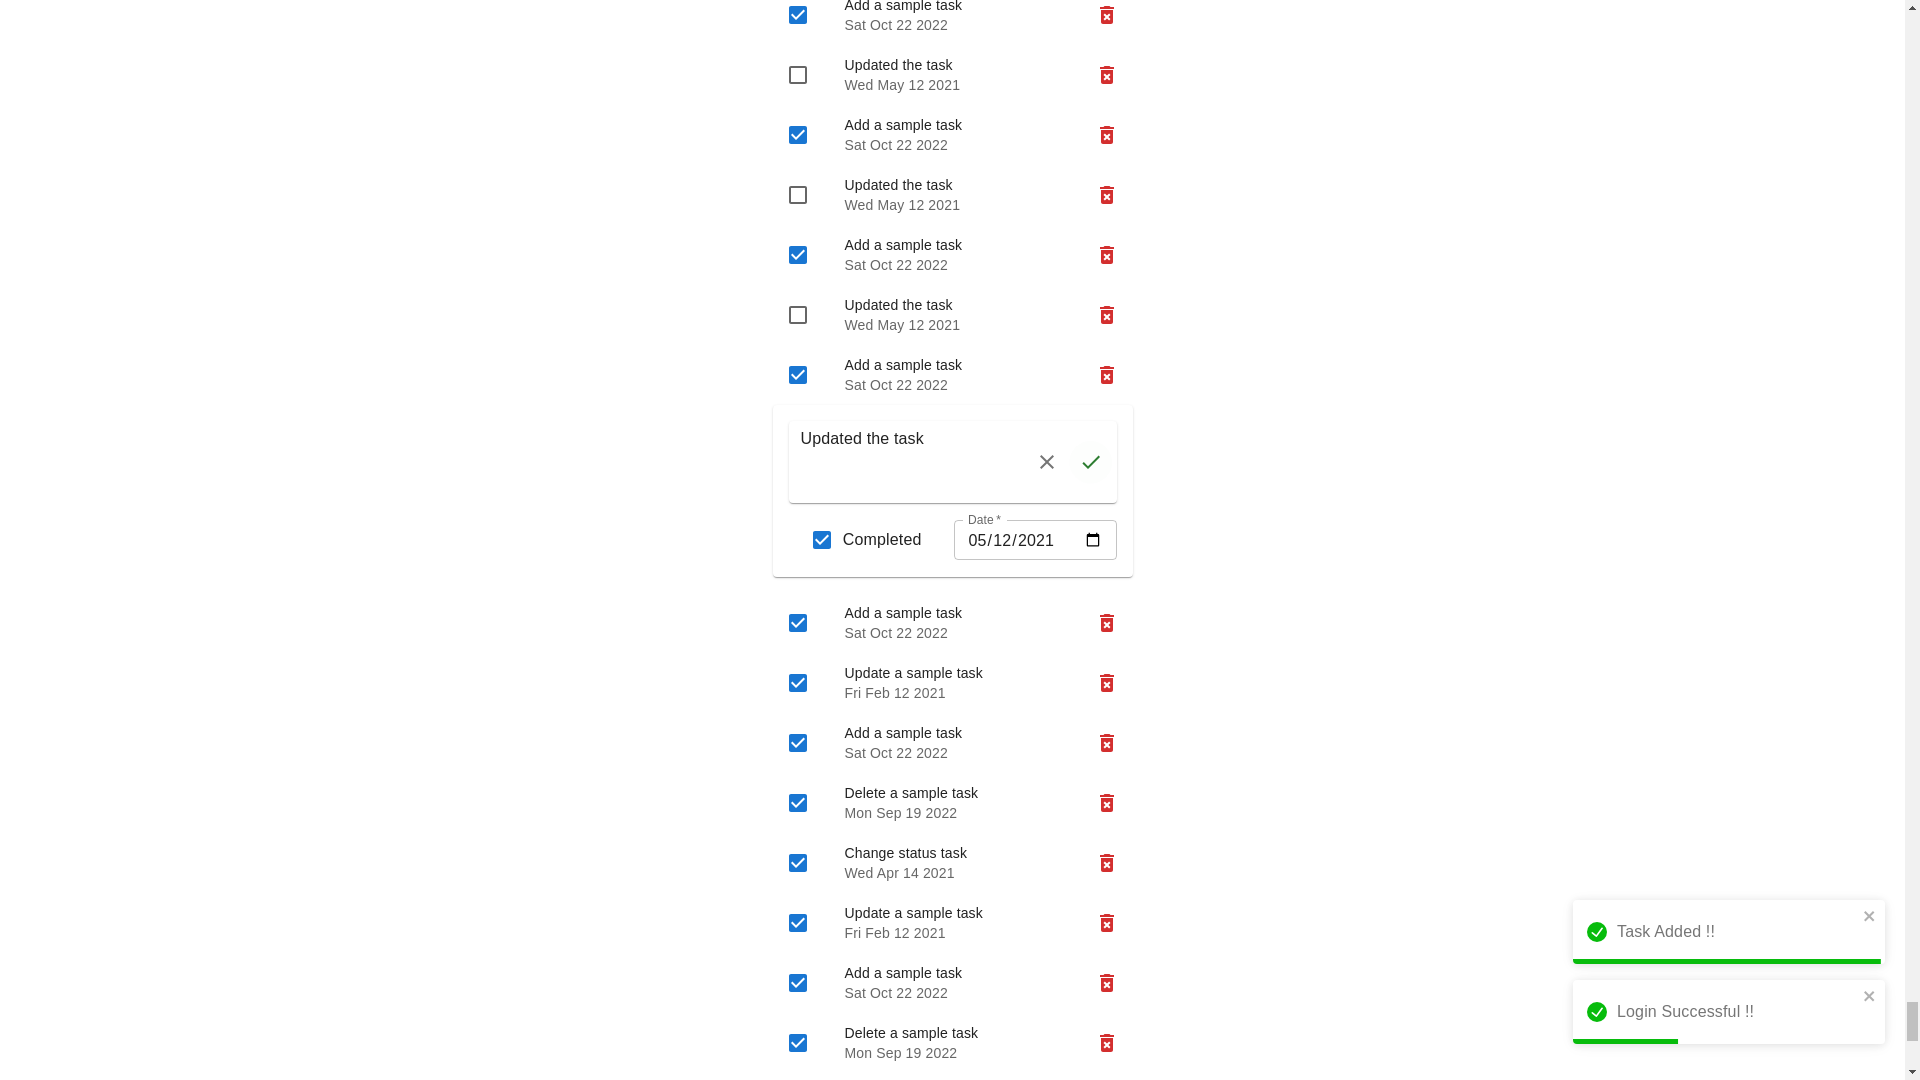 Add a sample task
Sat Oct 22 2022
Updated the task
Wed May 12 2021
Add a sample task
Sat Oct 22 2022
Updated the task
Wed May 12 2021
Add a sample task
Sat Oct 22 2022
Updated the task
Wed May 12 2021
Add a sample task
Sat Oct 22 2022
Updated the task
Date *
Completed
05/12/2021
Add a sample task
Sat Oct 22 2022
Update a sample task
Fri Feb 12 2021
Add a sample task
Sat Oct 22 2022
Delete a sample task
Mon Sep 19 2022
Change status task
Wed Apr 14 2021
Update a sample task
Fri Feb 12 2021
Add a sample task
Sat Oct 22 2022
Delete a sample task
Mon Sep 19 2022
Task Added !!
Login Successful !!